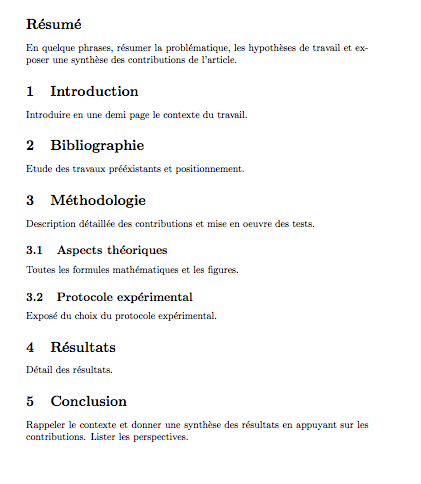 Résumé
En quelque phrases, résumer la problématique, les hypothèses de travail et ex-
poser une synthèse des contributions de l'article.
1 Introduction
Introduire en une demi page le contexte du travail.
2 Bibliographie
Etude des travaux prééxistants et positionnement.
3 Méthodologie
Description détaillée des contributions et mise en oeuvre des tests.
3.1 Aspects théoriques
Toutes les formules mathématiques et les figures.
3.2 Protocole expérimental
Exposé du choix du protocole expérimental.
4 Résultats
Détail des résultats.
5 Conclusion
Rappeler le contexte et donner une synthèse des résultats en appuyant sur les
contributions. Lister les perspectives.